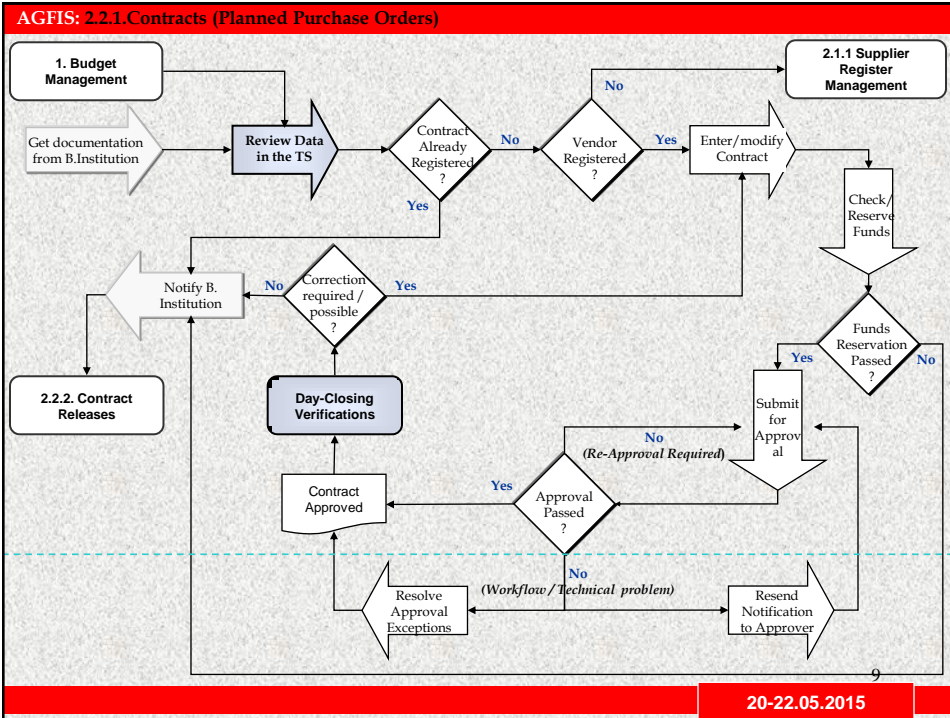 AGFIS: 2.2.1.Contracts (Planned Purchase Orders)
1. Budget
Management
2.1.1 Supplier
Register
Management
No
Get documentation
from B.Institution
Review Data
in the TS
Contract
Already
Registered
?
No
Vendor
Registered
?
Yes
Enter/modify
Contract
Yes
Check/
Reserve
Funds
Notify B.
Institution
No
Correction
required /
possible
?
Yes
Funds
Reservation
Passed
?
Yes
No
2.2.2. Contract
Releases
Day-Closing
Verifications
Submit
for
Approv
al
No
(Re-Approval Required)
Contract
Approved
Yes
Approval
Passed
?
No
(Workflow / Technical problem)
Resolve
Approval
Exceptions
Resend
Notification
to Approver
9
20-22.05.2015